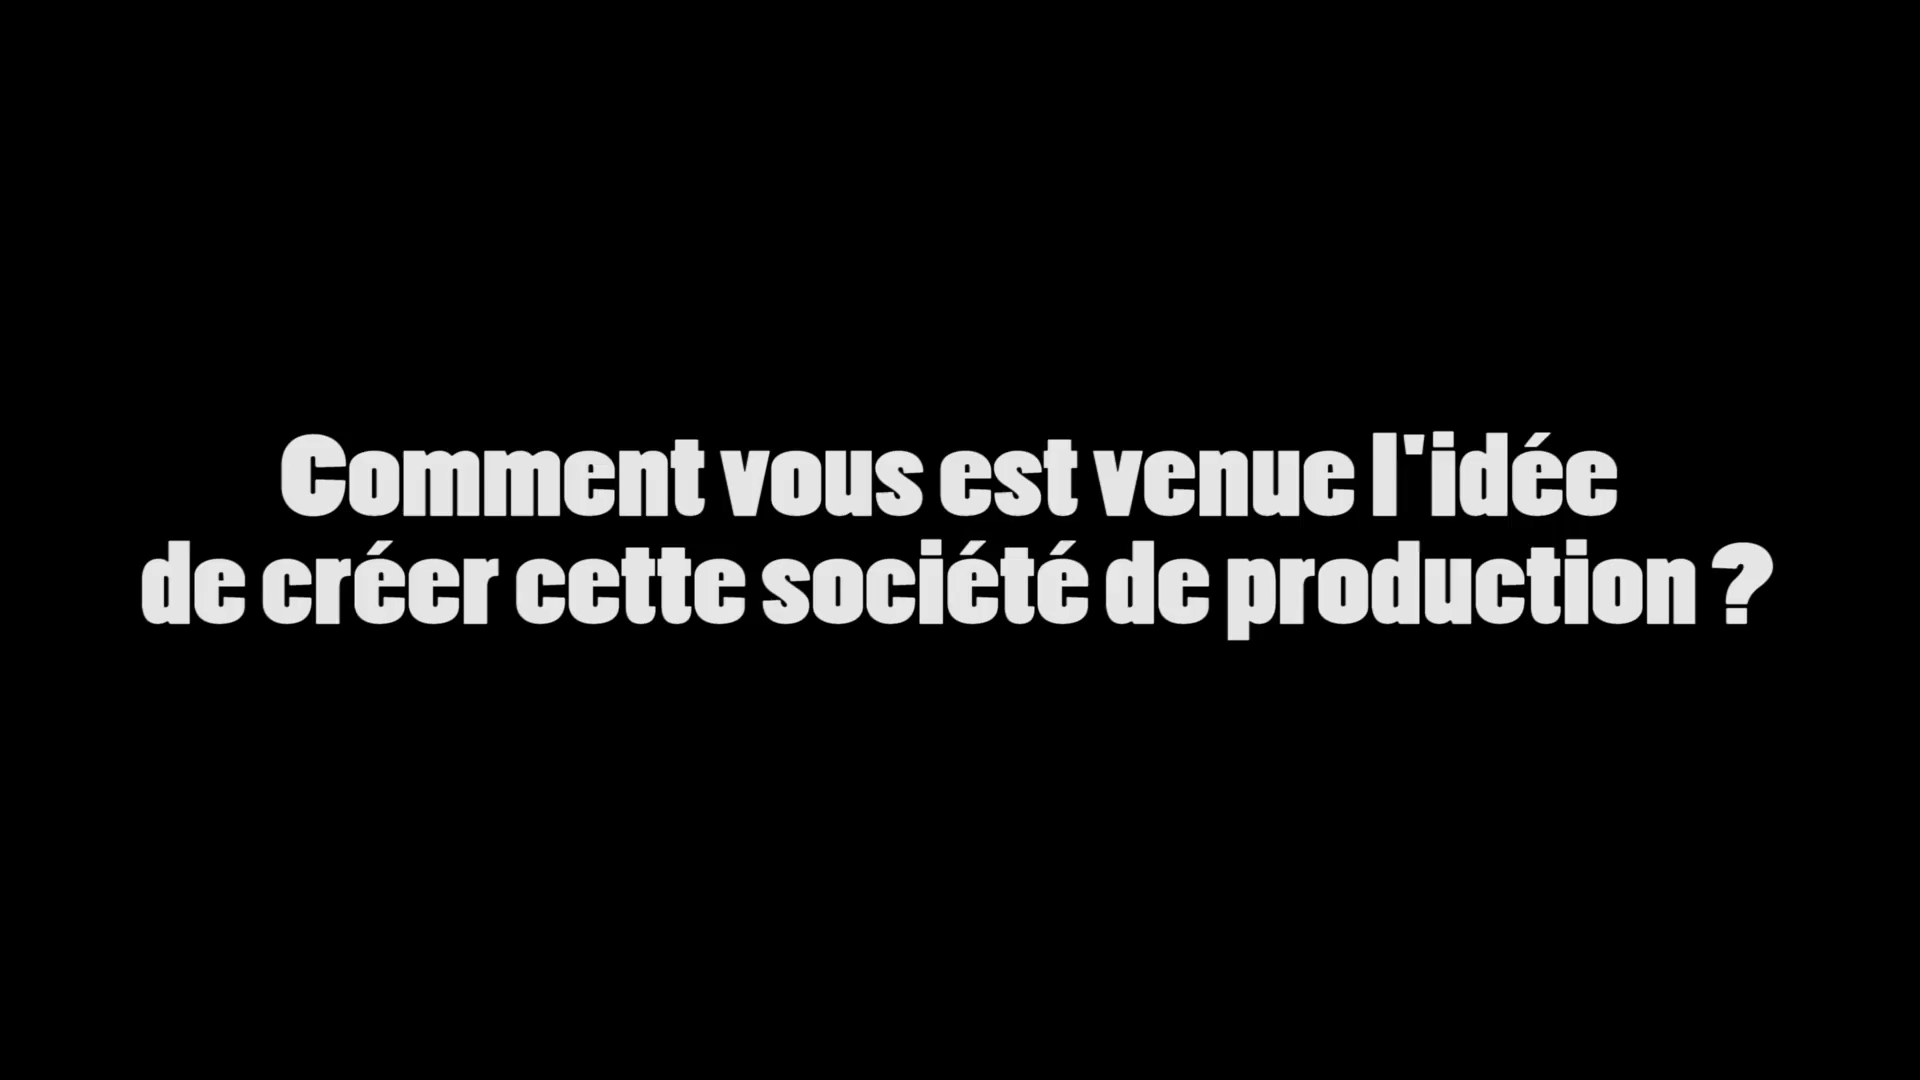 Comment vous est venue l'idée
de créer cette société de production ?